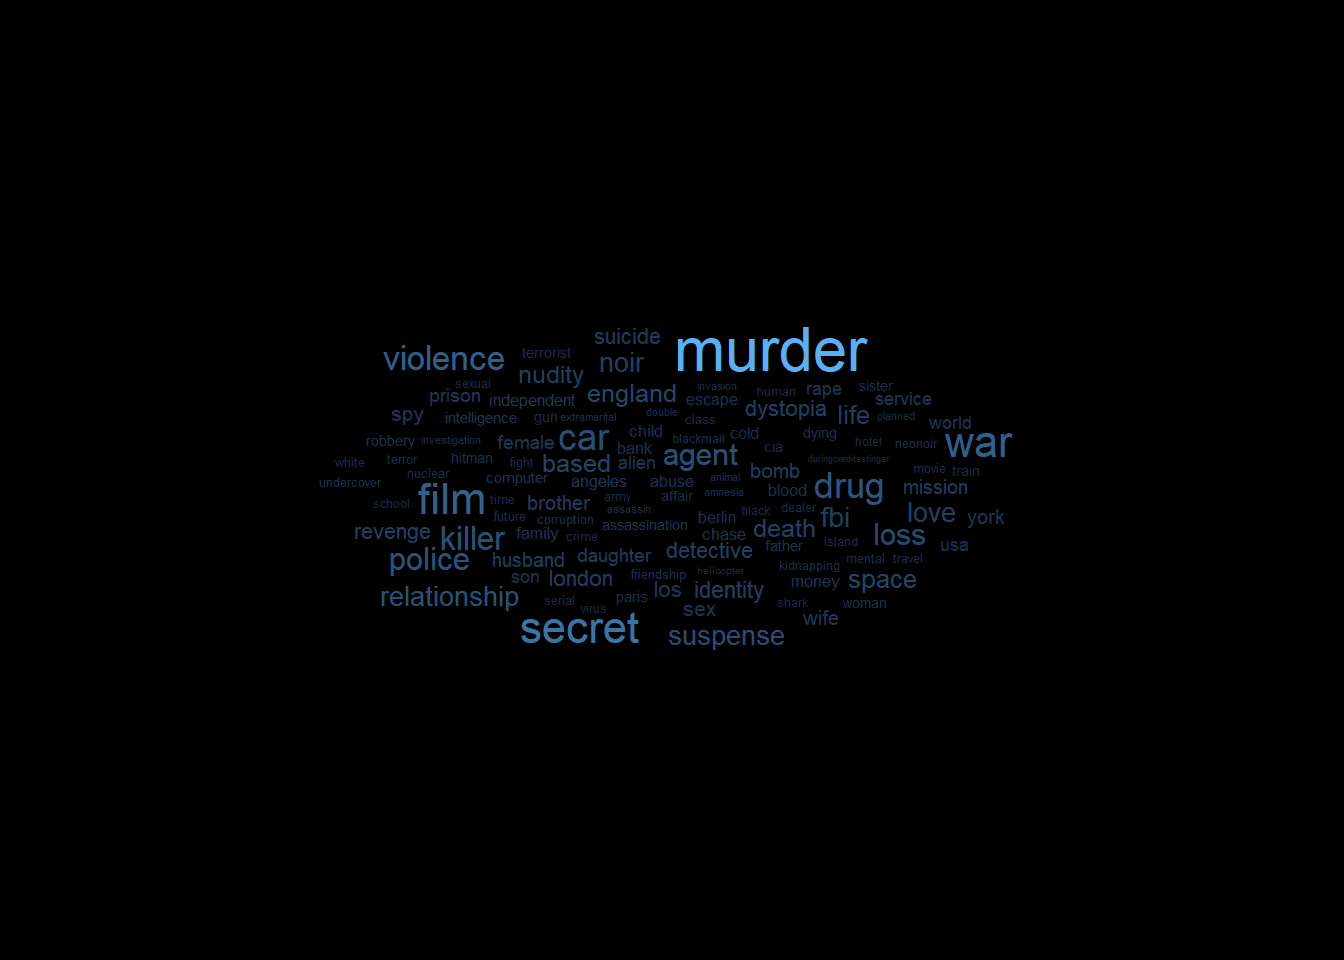 suicide
murder
violence
terrorist
noir
nudity
sexual
invasion
human
rape
sister
prison
independent
england
escape
service
spy
intelligence
gun
extramarital
double
class
dystopia
life
planned
world
robbery
investigation
female
car
child
blackmail
cold
dying
hotel
neonoir
war
white
terror
hitman
fight
based
bank
alien
agent
cia
duringcreditsstinger
movie
train
undercover
nuclear
computer
angeles
abuse
animal
bomb
drug
mission
school
film
time
brother
army
affair
amnesia
blood
future
corruption
assassin
assassination
berlin
black
dealer
fbi
love
york
revenge
killer
family
crime
chase
death
father
island
loss
usa
police
husband
daughter
detective
mental
travel
son
london
friendship
helicopter
kidnapping
money
space
relationship
serial
virus
paris
los
identity
sex
shark
woman
wife
secret
suspense